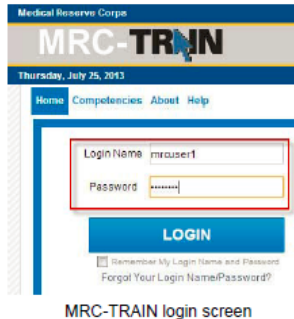 Medical Reserve Corps
MRC-TRAIN
Thursday, July 25, 2013
Home Competencies About Help
Login Name mrcuser1
Password ••••••••
LOGIN
Remember My Login Name and Password
Forgot Your Login Name/Password?
MRC-TRAIN login screen